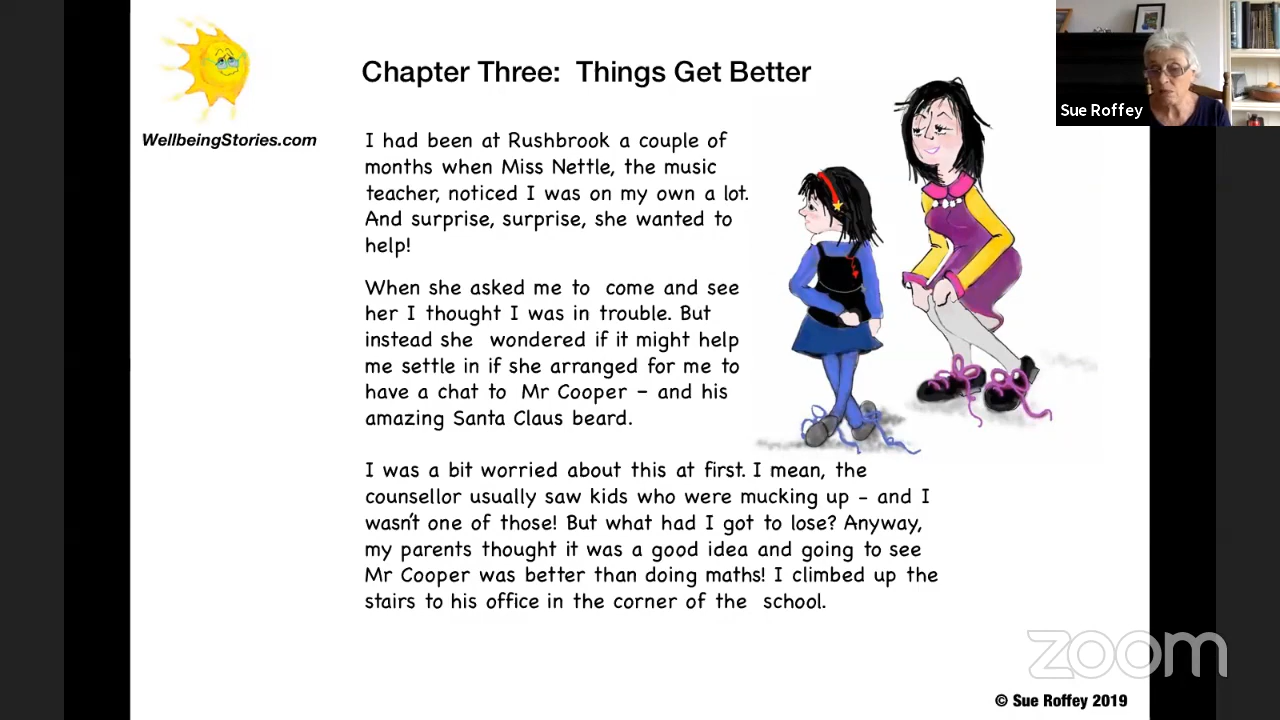 Chapter Three: Things Get Better
Sue Roffey
WellbeingStories.com
I had been at Rushbrook a couple of
months when Miss Nettle, the music
teacher, noticed I was on my own a lot.
And surprise, surprise, she wanted to
help!
When she asked me to come and see
her I thought I was in trouble. But
instead she wondered if it might help
me settle in if she arranged for me to
have a chat to Mr Cooper – and his
amazing Santa Claus beard.
I was a bit worried about this at first. I mean, the
counsellor usually saw kids who were mucking up – and I
wasn't one of those! But what had I got to lose? Anyway,
my parents thought it was a good idea and going to see
Mr Cooper was better than doing maths! I climbed up the
stairs to his office in the corner of the school.
zoom
© Sue Roffey 2019